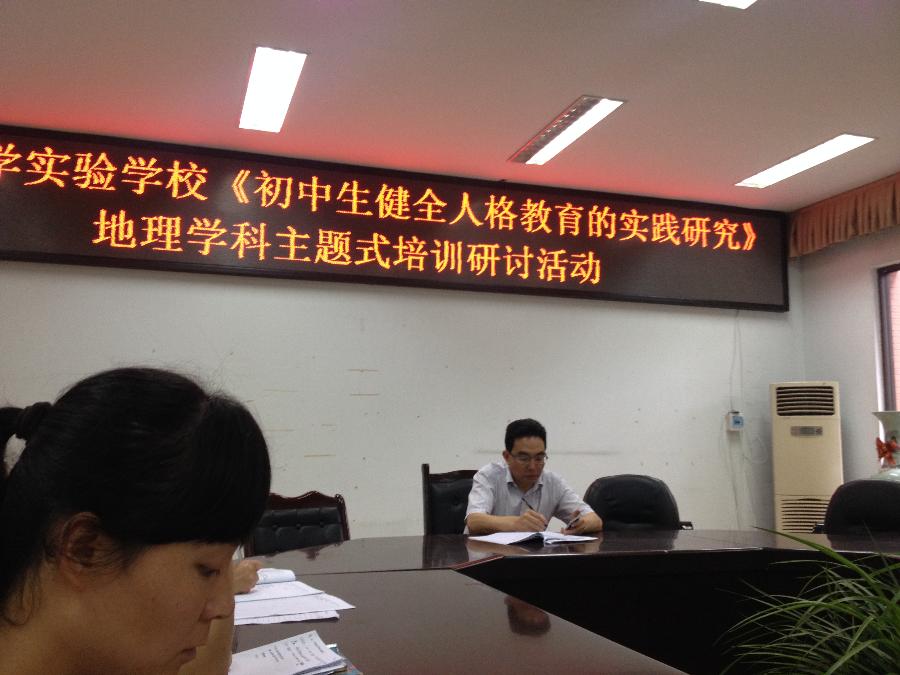 学实验学校《初中生健全人格教育的实践研究》
地理学科主题式培训研讨活动